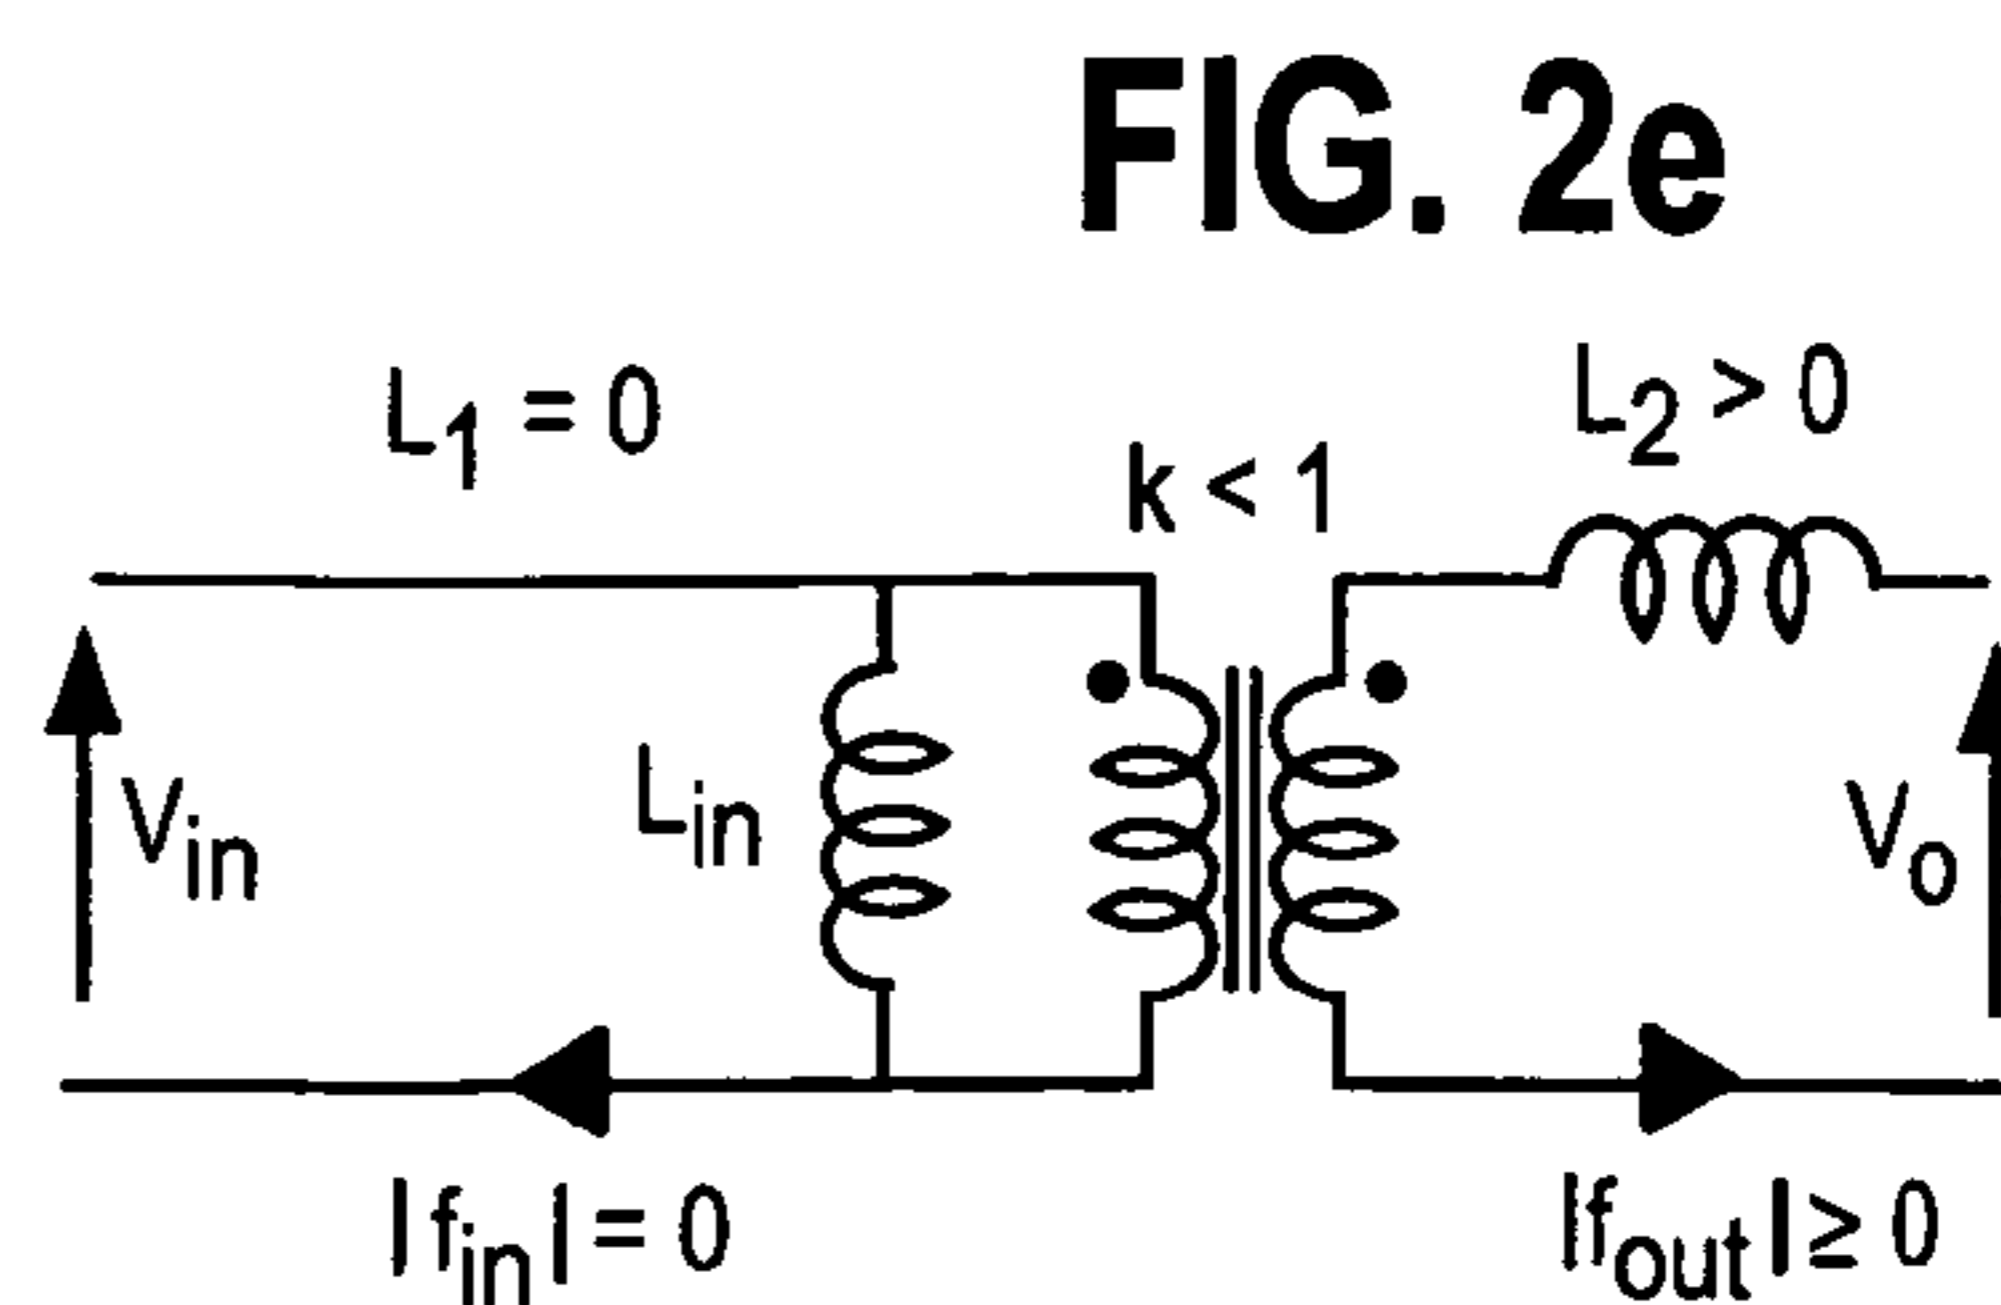 FIG. 2e
L1 = 0
L2 > 0
k < 1
Vin
Lin
Vo
|fin| = 0
|fout| ≥ 0